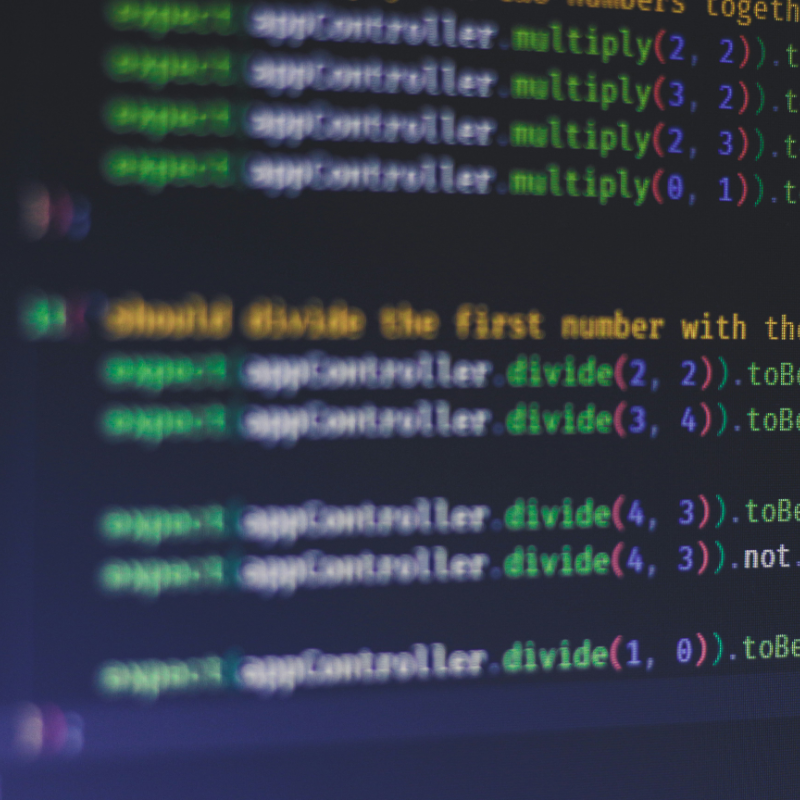 numbers togeth
expect(appController.multiply(2, 2)).t
expect(appController.multiply(3, 2)).t
expect(appController.multiply(2, 3)).t
expect(appController.multiply(0, 1)).t
should divide the first number with the
expect(appController.divide(2, 2)).toBe
expect(appController.divide(3, 4)).toBe
expect(appController.divide(4, 3)).toBe
expect(appController.divide(4, 3)).not.
expect(appController.divide(1, 0)).toBe